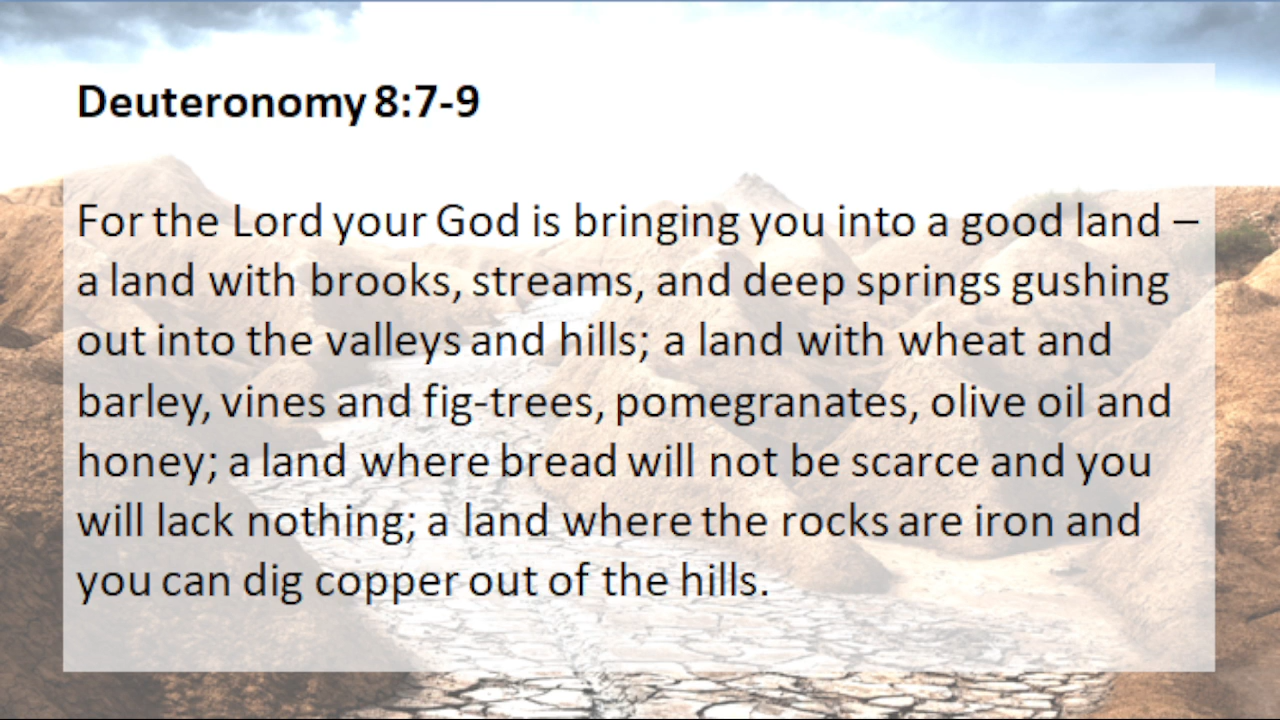 Deuteronomy 8:7-9
For the Lord your God is bringing you into a good land –
a land with brooks, streams, and deep springs gushing
out into the valleys and hills; a land with wheat and
barley, vines and fig-trees, pomegranates, olive oil and
honey; a land where bread will not be scarce and you
will lack nothing; a land where the rocks are iron and
you can dig copper out of the hills.